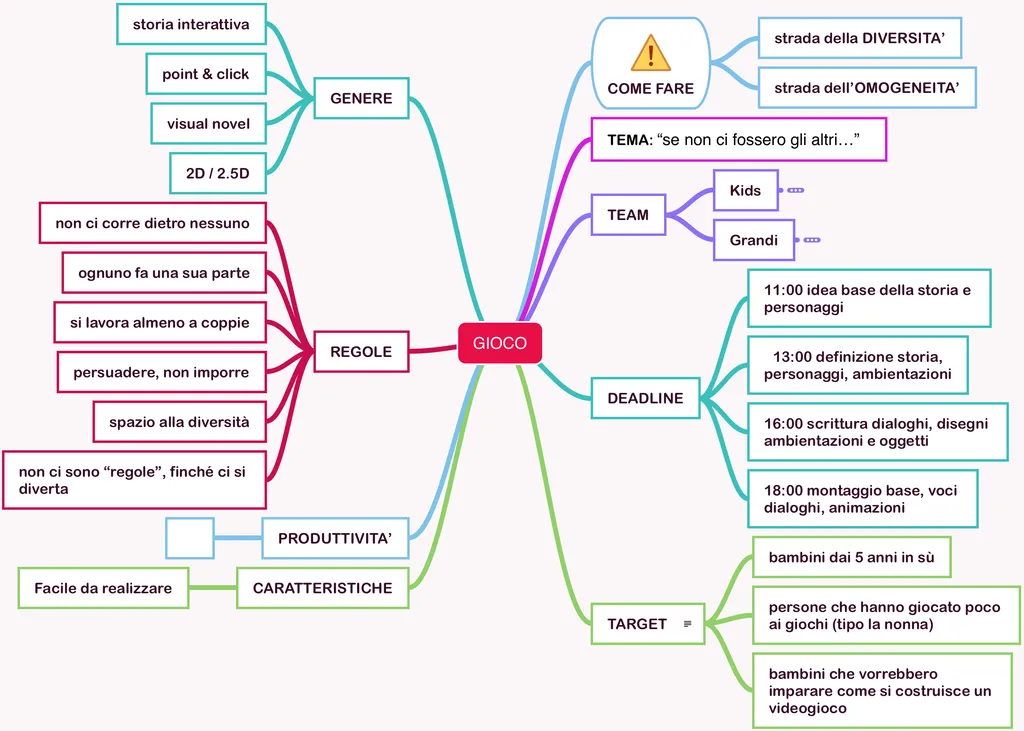 GIOCO
GENERE
storia interattiva
point & click
visual novel
2D / 2.5D
REGOLE
non ci corre dietro nessuno
ognuno fa una sua parte
si lavora almeno a coppie
persuadere, non imporre
spazio alla diversità
non ci sono “regole”, finché ci si
diverta
PRODUTTIVITA’
CARATTERISTICHE
Facile da realizzare
COME FARE
strada della DIVERSITA’
strada dell’OMOGENEITA’
TEMA: “se non ci fossero gli altri…”
TEAM
Kids
Grandi
DEADLINE
11:00 idea base della storia e
personaggi
13:00 definizione storia,
personaggi, ambientazioni
16:00 scrittura dialoghi, disegni
ambientazioni e oggetti
18:00 montaggio base, voci
dialoghi, animazioni
TARGET
bambini dai 5 anni in sù
persone che hanno giocato poco
ai giochi (tipo la nonna)
bambini che vorrebbero
imparare come si costruisce un
videogioco